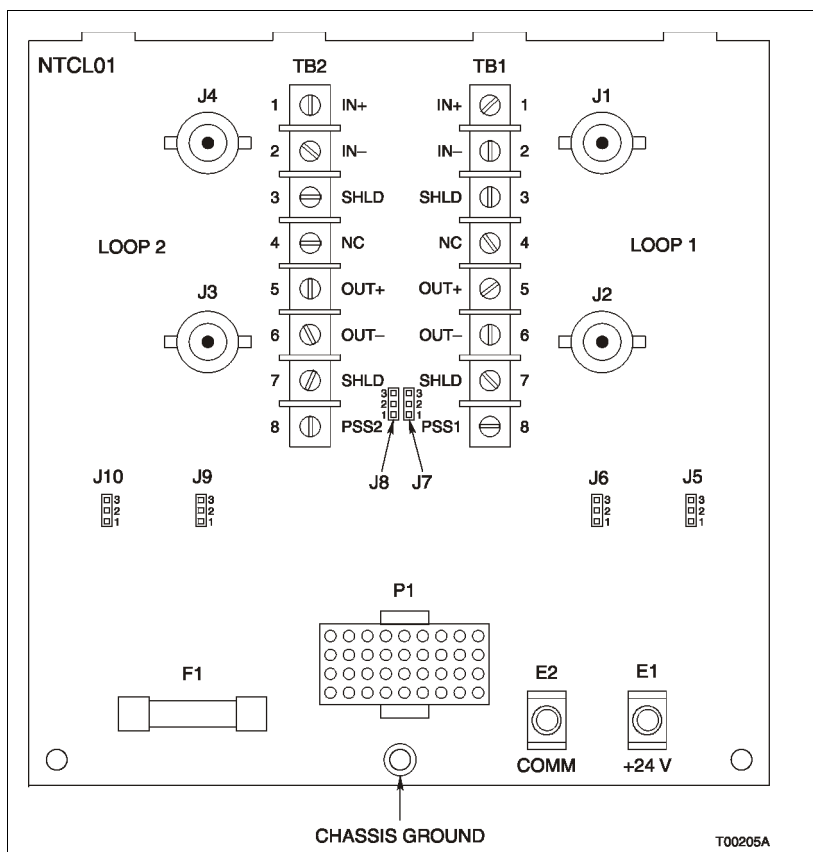 NTCL01
TB2 TB1
J4 J1
1 IN+ IN+ 1
2 IN– IN– 2
3 SHLD SHLD 3
4 NC NC 4
LOOP 2 LOOP 1
5 OUT+ OUT+ 5
J3 J2
6 OUT– OUT– 6
7 SHLD SHLD 7
3 3
2 2
1 1
8 PSS2 PSS1 8
J10 J9 J8 J7 J6 J5
3 3 3 3
2 2 2 2
1 1 1 1
P1
F1 E2 E1
COMM +24 V
CHASSIS GROUND
T00205A